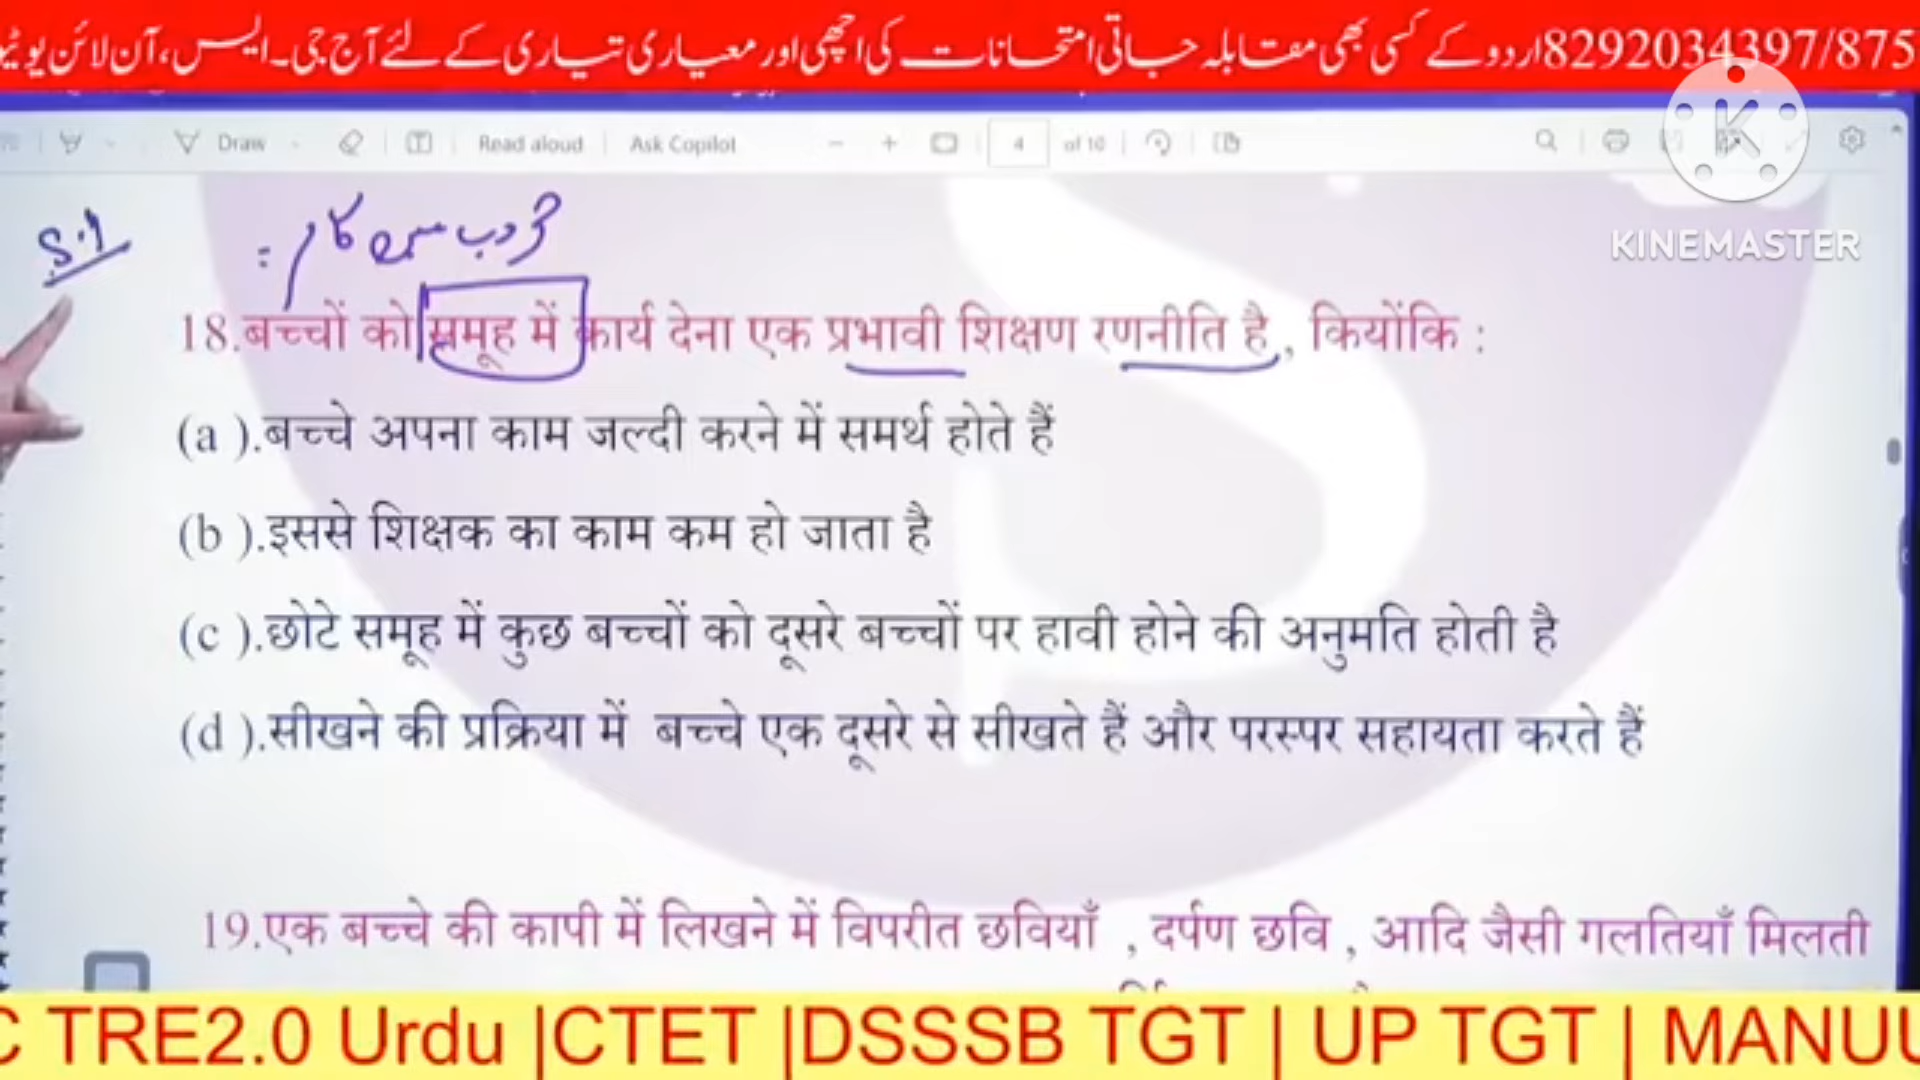 8292034397/875 اردو کے کسی بھی مقابلہ جاتی امتحانات کی اچھی اور معیاری تیاری کے لئے آج جی۔ایس، آن لائن یوٹیو
Draw Read aloud Ask Copilot 4 of 10
KINEMASTER
S.1
18.बच्चों को समूह में कार्य देना एक प्रभावी शिक्षण रणनीति है , कियोंकि :
(a ).बच्चे अपना काम जल्दी करने में समर्थ होते हैं
(b ).इससे शिक्षक का काम कम हो जाता है
(c ).छोटे समूह में कुछ बच्चों को दूसरे बच्चों पर हावी होने की अनुमति होती है
(d ).सीखने की प्रक्रिया में बच्चे एक दूसरे से सीखते हैं और परस्पर सहायता करते हैं
19.एक बच्चे की कापी में लिखने में विपरीत छवियाँ , दर्पण छवि , आदि जैसी गलतियाँ मिलती
C TRE2.0 Urdu |CTET |DSSSB TGT | UP TGT | MANUU